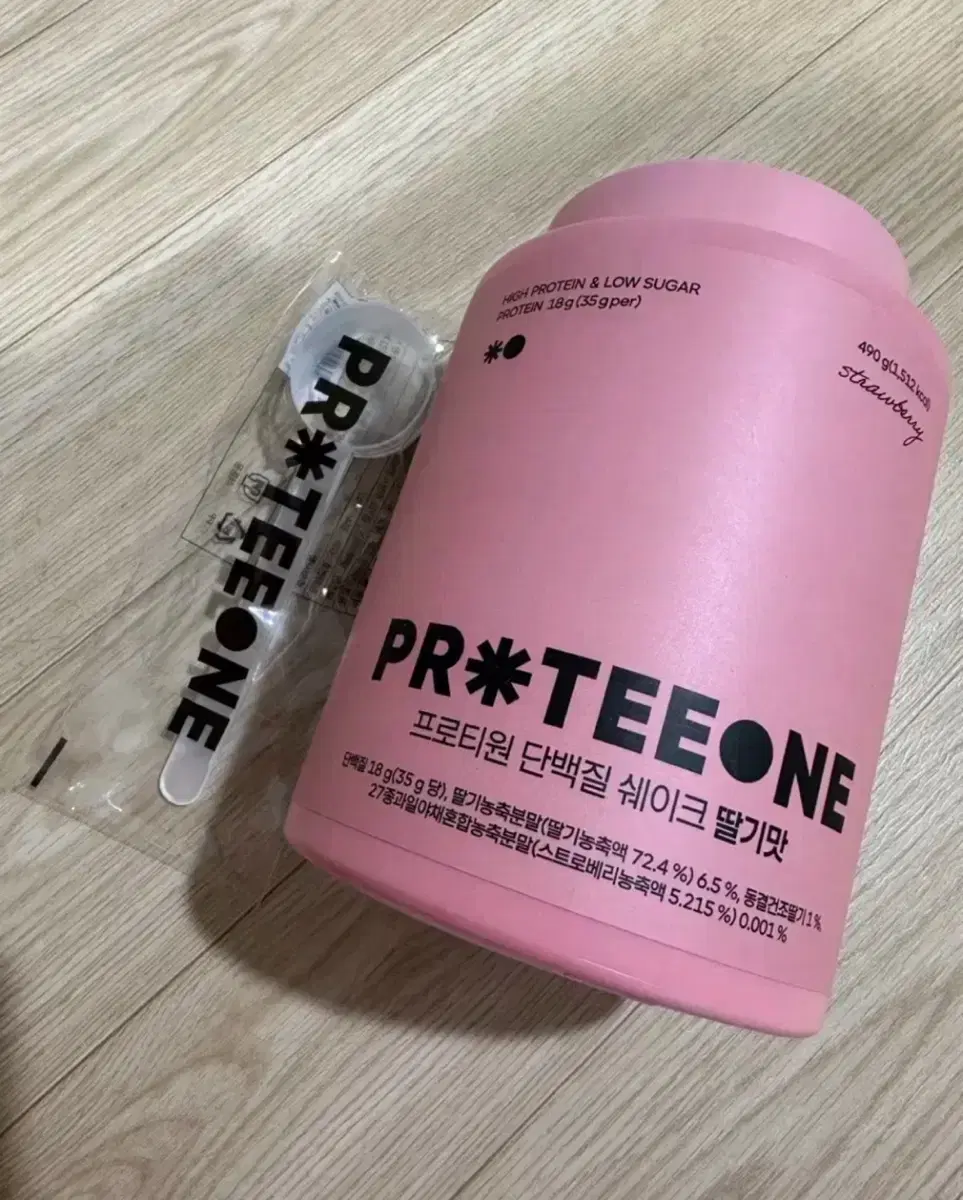 HIGH PROTEIN & LOW SUGAR
PROTEIN 18g (35g per)
490 g(1,512 kcal)
strawberry
PR*TEE●NE
프로티원 단백질 쉐이크 딸기맛
단백질 18 g(35 g 당), 딸기농축분말(딸기농축액 72.4 %) 6.5 %, 동결건조딸기 1 %,
27종과일야채혼합농축분말(스트로베리농축액 5.215 %) 0.001 %
PR*TEE●NE